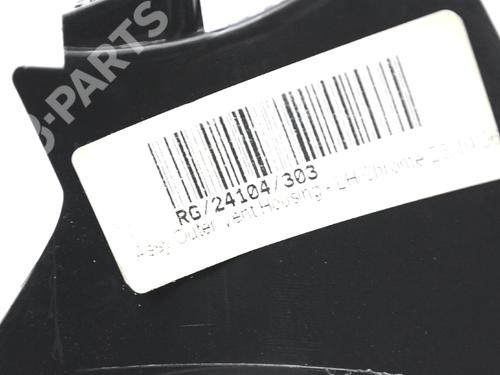 B-PARTS
RG/24104/303
Assy Outer Vent Housing - LH Chrome